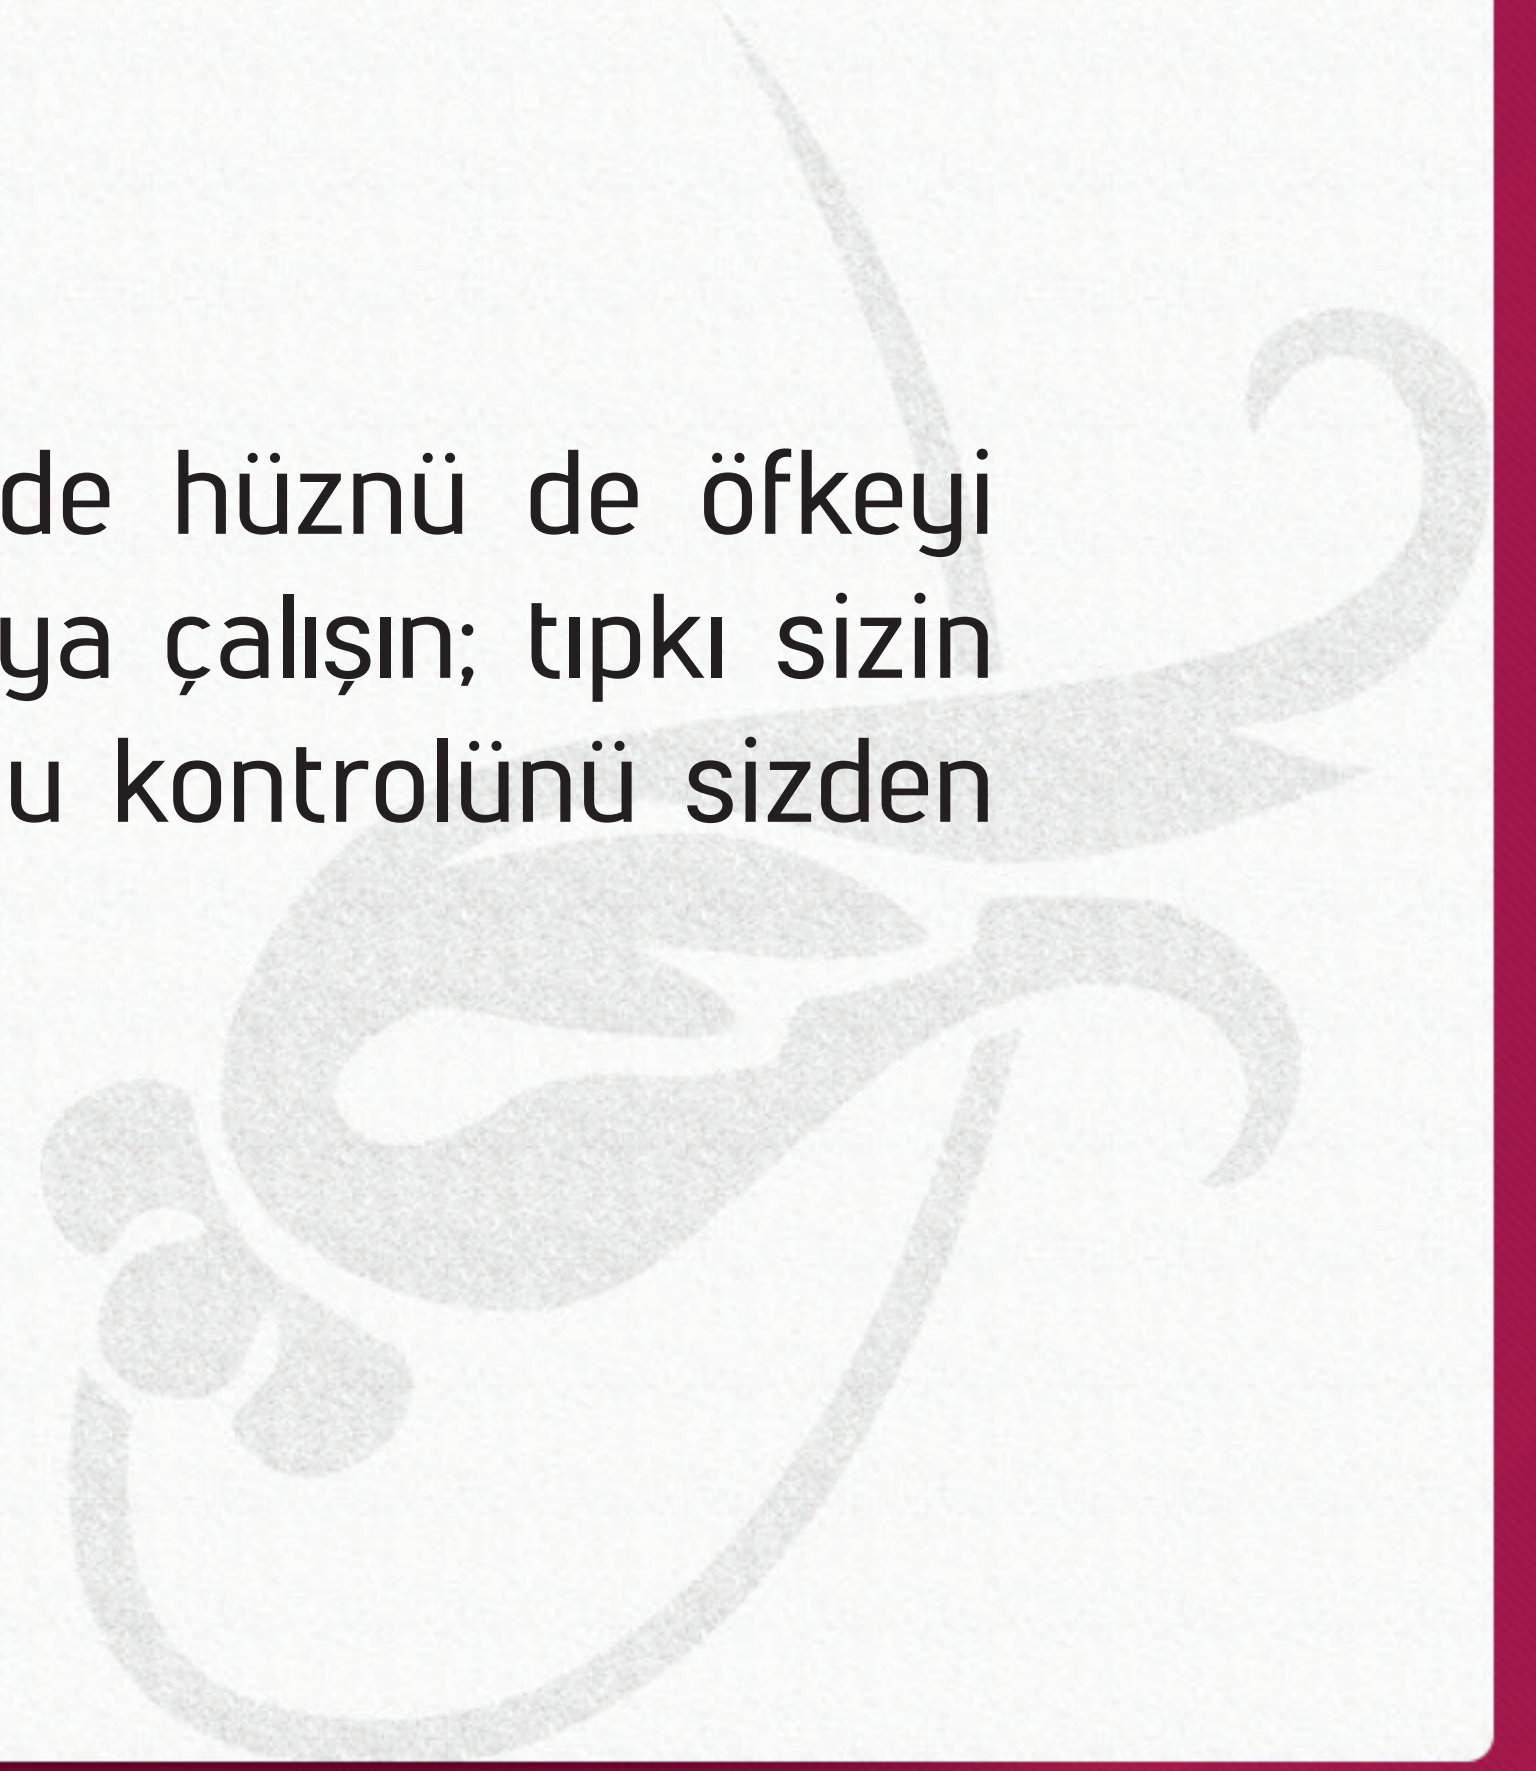 de hüznü de öfkeyi
ya çalışın; tıpkı sizin
u kontrolünü sizden